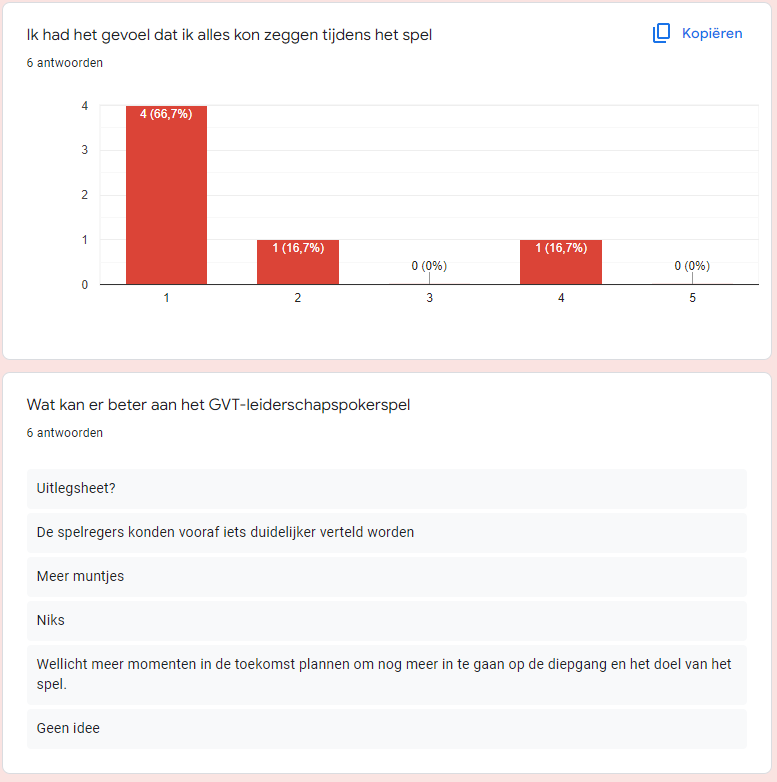 Ik had het gevoel dat ik alles kon zeggen tijdens het spel
Kopiëren
6 antwoorden
4
3
2
1
0
4 (66,7%)
1 (16,7%)
0 (0%)
1 (16,7%)
0 (0%)
1
2
3
4
5
Wat kan er beter aan het GVT-leiderschapspokerspel
6 antwoorden
Uitlegsheet?
De spelregers konden vooraf iets duidelijker verteld worden
Meer muntjes
Niks
Wellicht meer momenten in de toekomst plannen om nog meer in te gaan op de diepgang en het doel van het
spel.
Geen idee